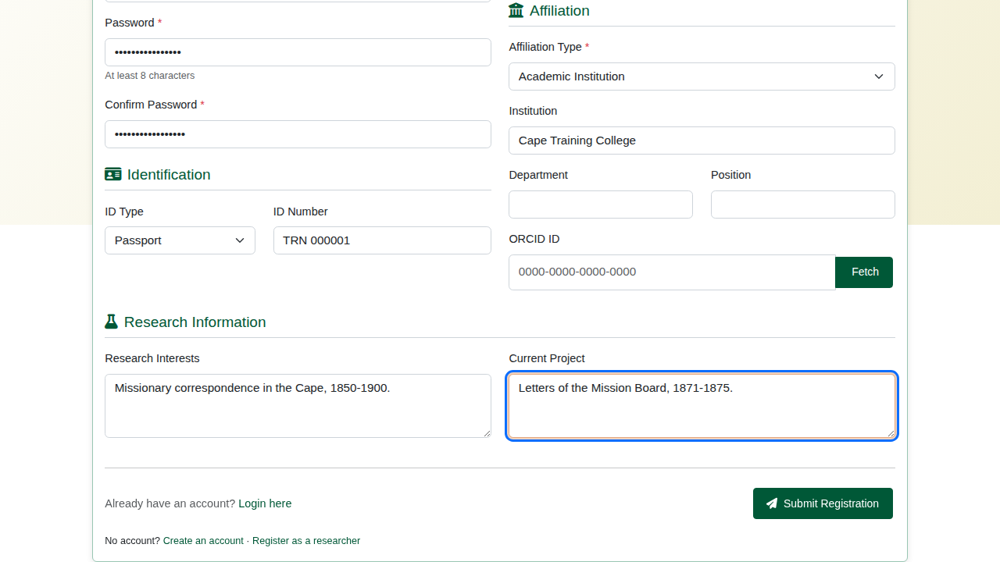 Password *
••••••••••••••••
At least 8 characters
Confirm Password *
•••••••••••••••••
Identification
ID Type
ID Number
Passport
TRN 000001
Affiliation
Affiliation Type *
Academic Institution
Institution
Cape Training College
Department
Position
ORCID ID
0000-0000-0000-0000
Fetch
Research Information
Research Interests
Missionary correspondence in the Cape, 1850-1900.
Current Project
Letters of the Mission Board, 1871-1875.
Already have an account? Login here
Submit Registration
No account? Create an account · Register as a researcher